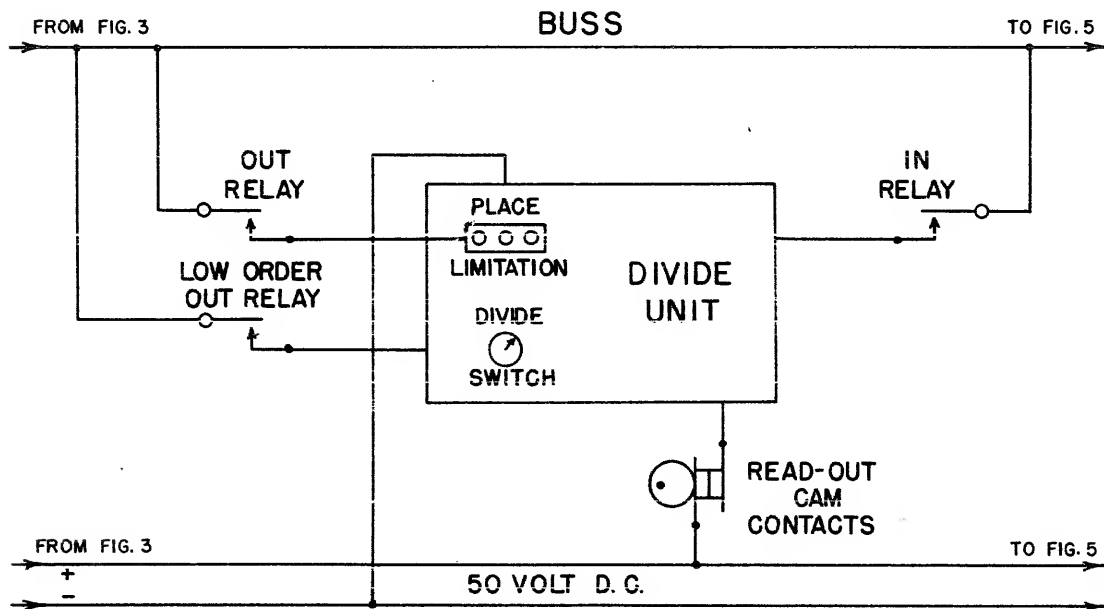 FROM FIG. 3
BUSS
TO FIG. 5
OUT
RELAY
IN
RELAY
PLACE
LIMITATION
LOW ORDER
OUT RELAY
DIVIDE
UNIT
DIVIDE
SWITCH
READ-OUT
CAM
CONTACTS
FROM FIG. 3
TO FIG. 5
+
50 VOLT D. C.
-